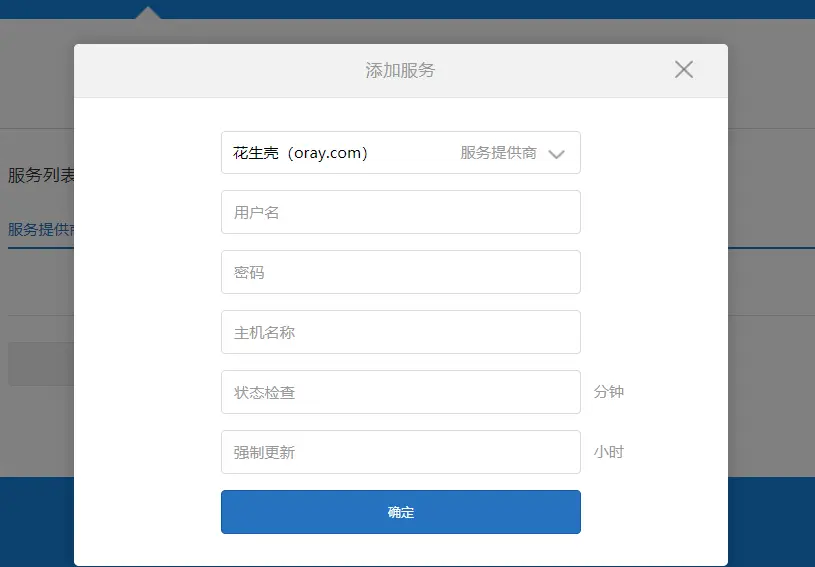 添加服务
花生壳（oray.com） 服务提供商
服务列表
用户名
服务提供
密码
主机名称
状态检查 分钟
强制更新 小时
确定